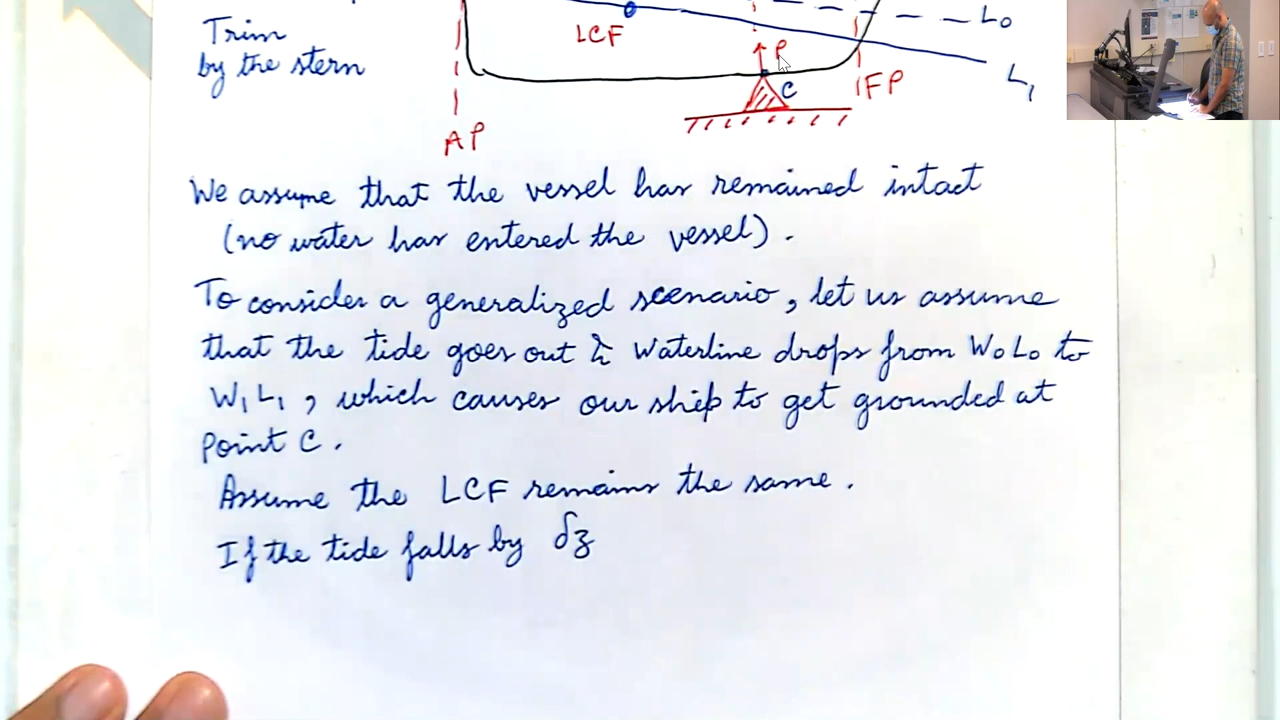 Trim
by the stern
LCF
P
C
L0
L1
FP
AP
We assume that the vessel has remained intact
(no water has entered the vessel).
To consider a generalized scenario, let us assume
that the tide goes out & Waterline drops from W0L0 to
W1L1, which causes our ship to get grounded at
point C.
Assume the LCF remains the same.
If the tide falls by δz